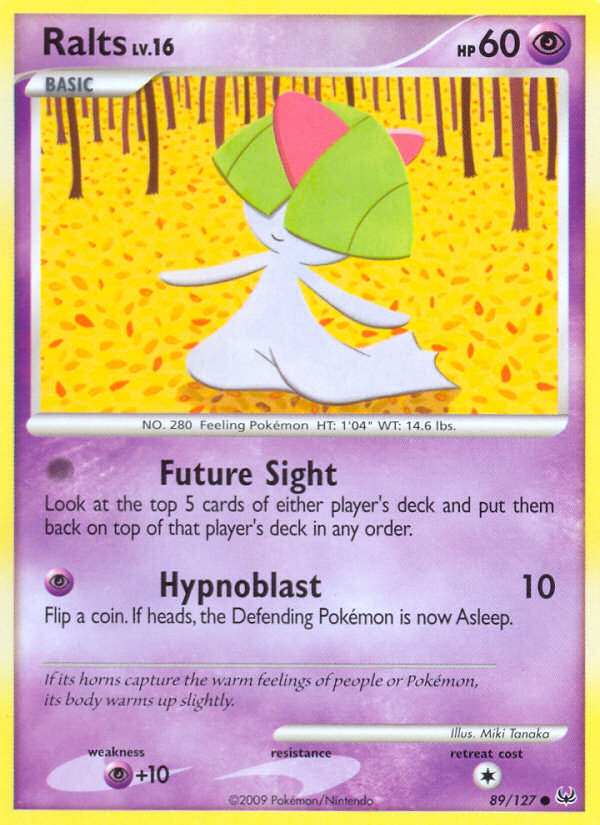 Ralts LV.16 HP 60
BASIC
NO. 280 Feeling Pokémon HT: 1'04" WT: 14.6 lbs.
Future Sight
Look at the top 5 cards of either player's deck and put them
back on top of that player's deck in any order.
Hypnoblast 10
Flip a coin. If heads, the Defending Pokémon is now Asleep.
If its horns capture the warm feelings of people or Pokémon,
its body warms up slightly.
Illus. Miki Tanaka
weakness resistance retreat cost
+10
©2009 Pokémon/Nintendo 89/127